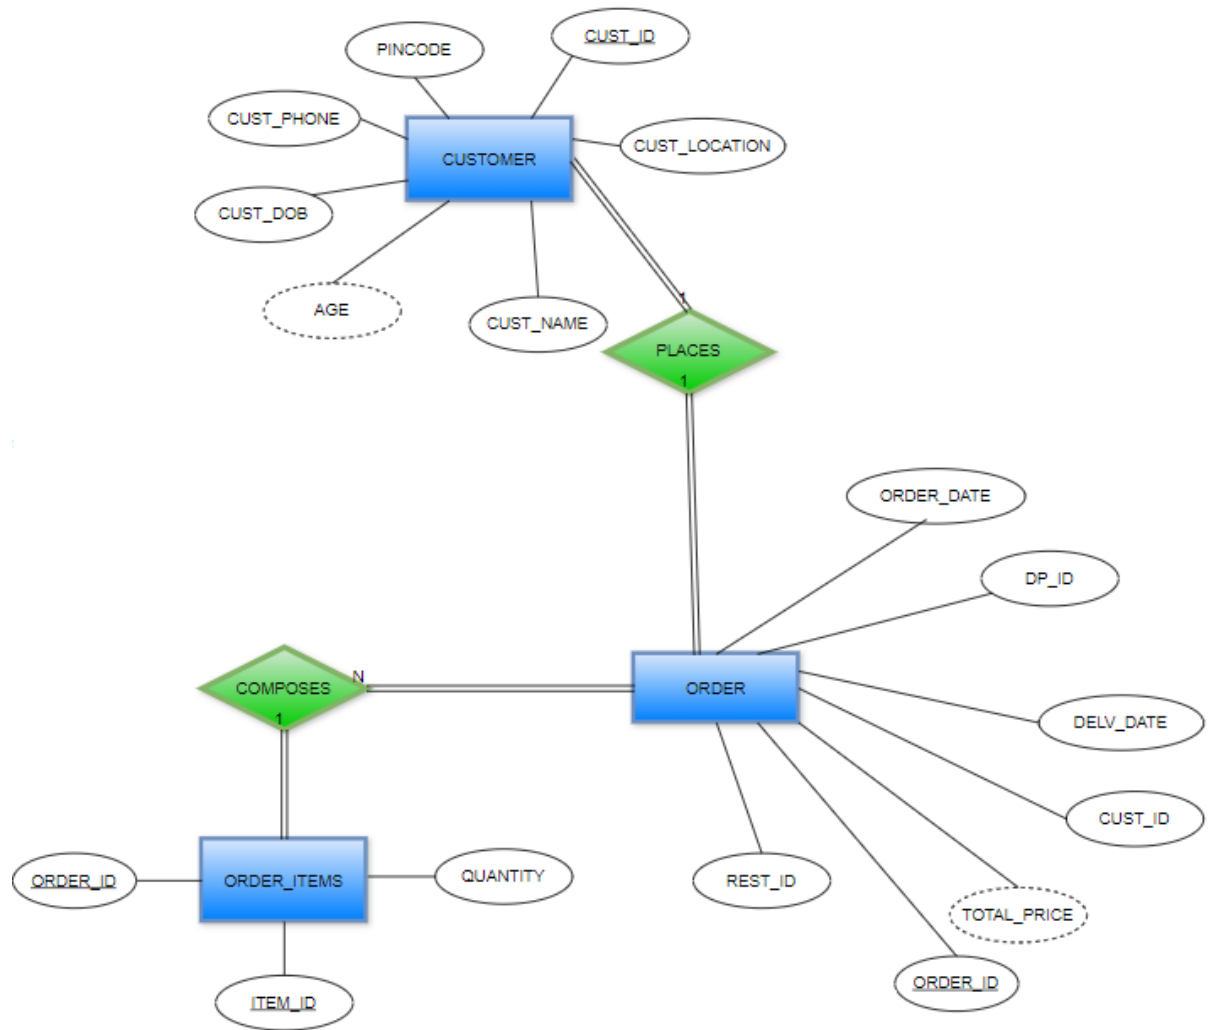 CUST_ID
PINCODE
CUST_PHONE
CUST_LOCATION
CUSTOMER
CUST_DOB
AGE
CUST_NAME
1
PLACES
1
ORDER_DATE
DP_ID
N
COMPOSES
ORDER
1
DELV_DATE
CUST_ID
QUANTITY
ORDER_ID
ORDER_ITEMS
REST_ID
TOTAL_PRICE
ORDER_ID
ITEM_ID